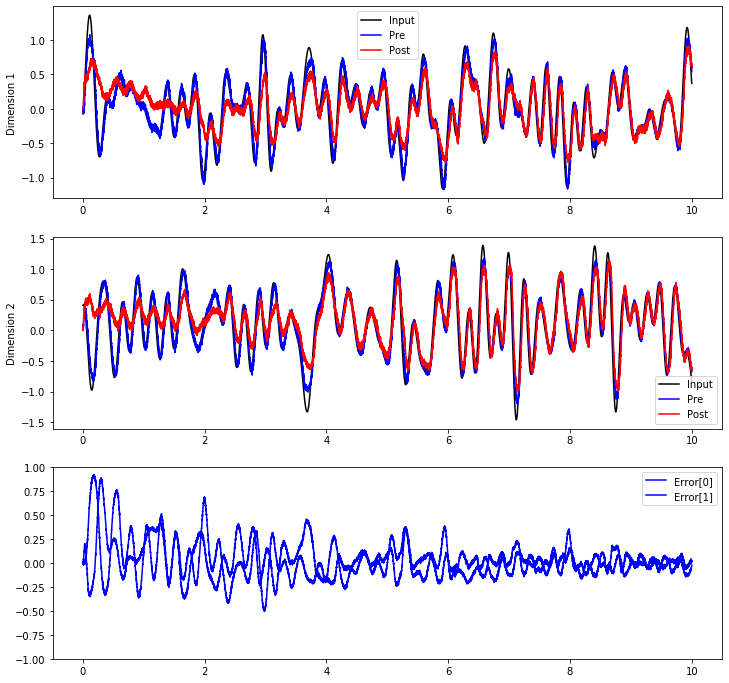 Dimension 1
1.0
0.5
0.0
−0.5
−1.0
Input
Pre
Post
0 2 4 6 8 10
Dimension 2
1.5
1.0
0.5
0.0
−0.5
−1.0
−1.5
Input
Pre
Post
0 2 4 6 8 10
1.00
0.75
0.50
0.25
0.00
−0.25
−0.50
−0.75
−1.00
Error[0]
Error[1]
0 2 4 6 8 10